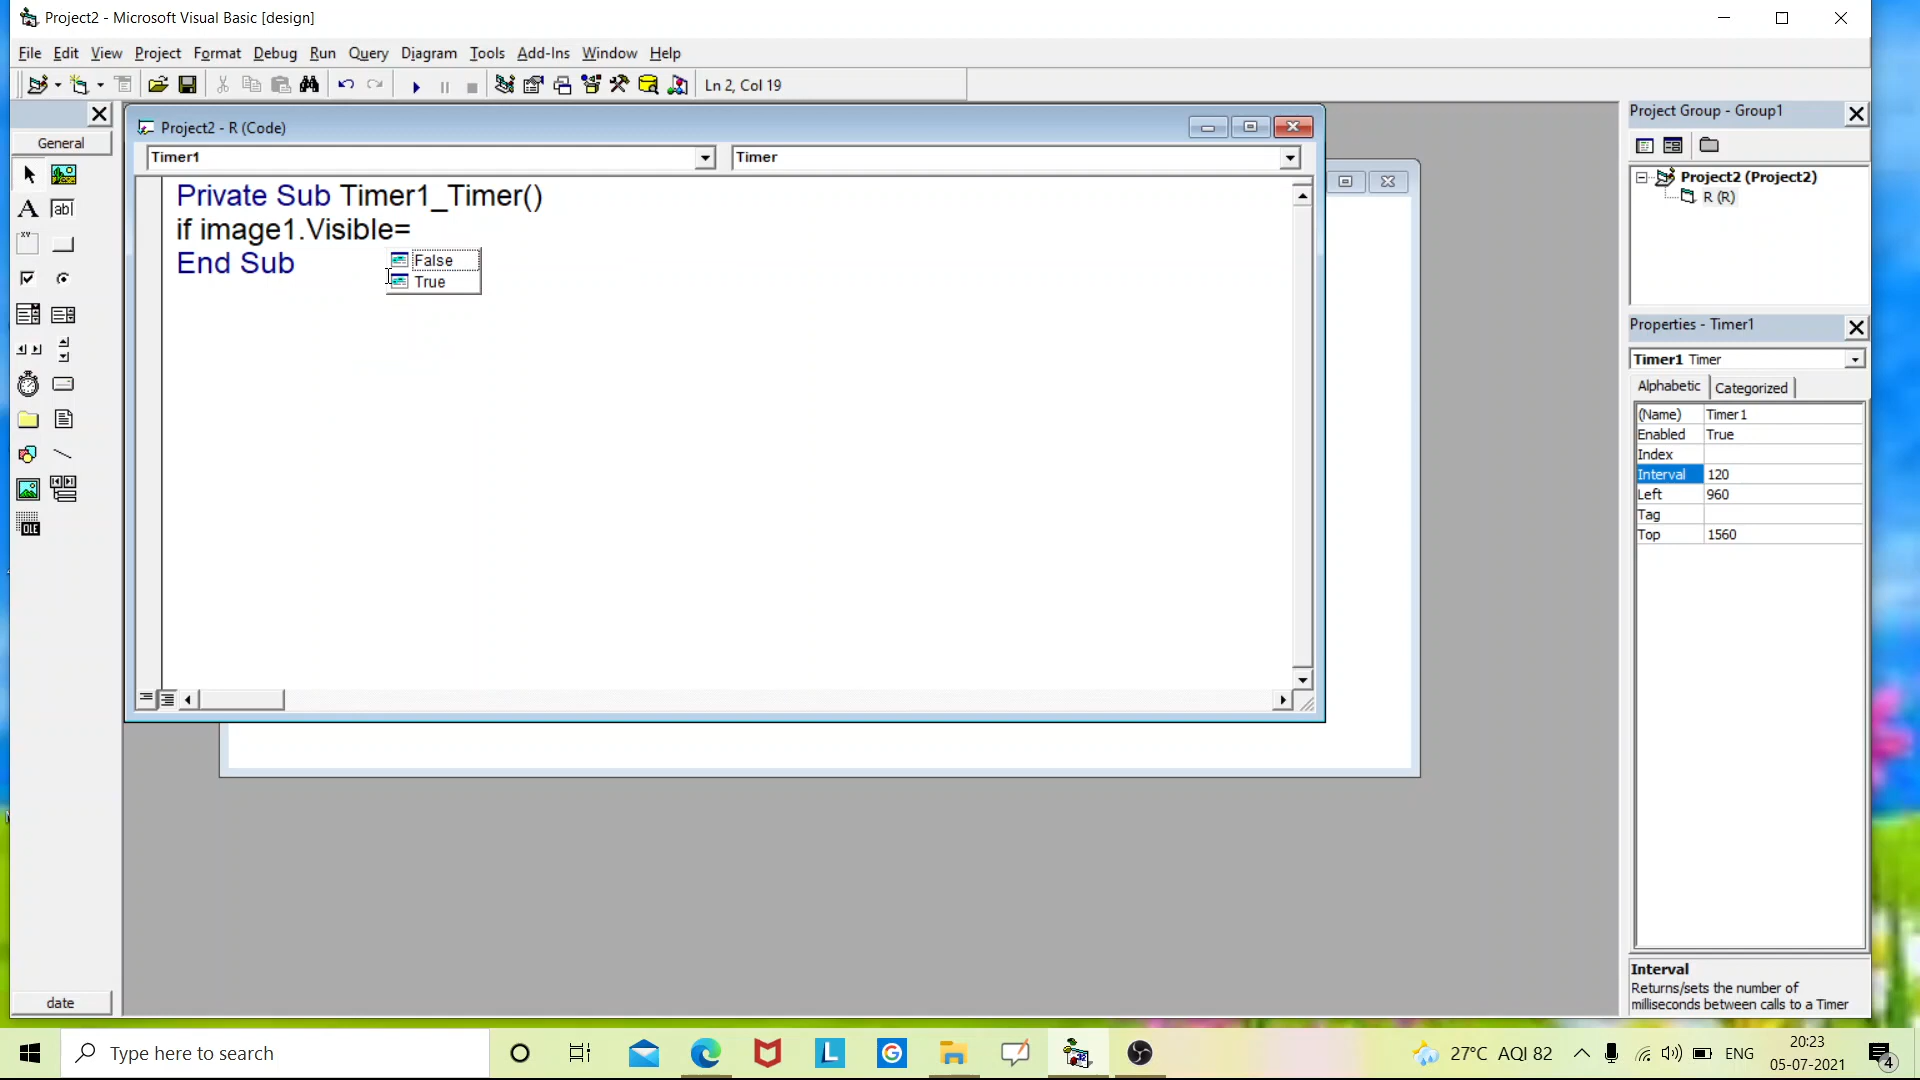 Project2 - Microsoft Visual Basic [design]
File Edit View Project Format Debug Run Query Diagram Tools Add-Ins Window Help
Ln 2, Col 19
General
Project2 - R (Code)
Timer1 Timer
Private Sub Timer1_Timer()
if image1.Visible=
End Sub
False
True
A ab|
OLE
date
Project Group - Group1
Project2 (Project2)
R (R)
Properties - Timer1
Timer1 Timer
Alphabetic Categorized
(Name) Timer1
Enabled True
Index
Interval 120
Left 960
Tag
Top 1560
Interval
Returns/sets the number of
milliseconds between calls to a Timer
Type here to search
27°C AQI 82
ENG
20:23
05-07-2021
4